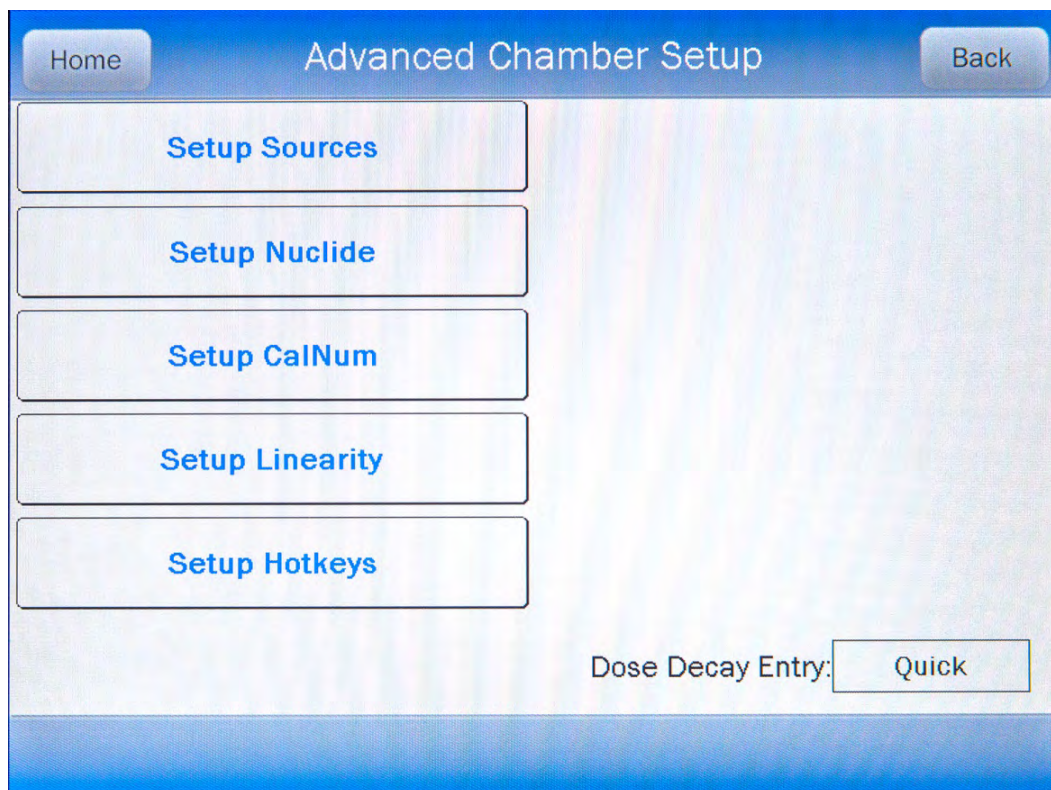 Home
Advanced Chamber Setup
Back
Setup Sources
Setup Nuclide
Setup CalNum
Setup Linearity
Setup Hotkeys
Dose Decay Entry: Quick